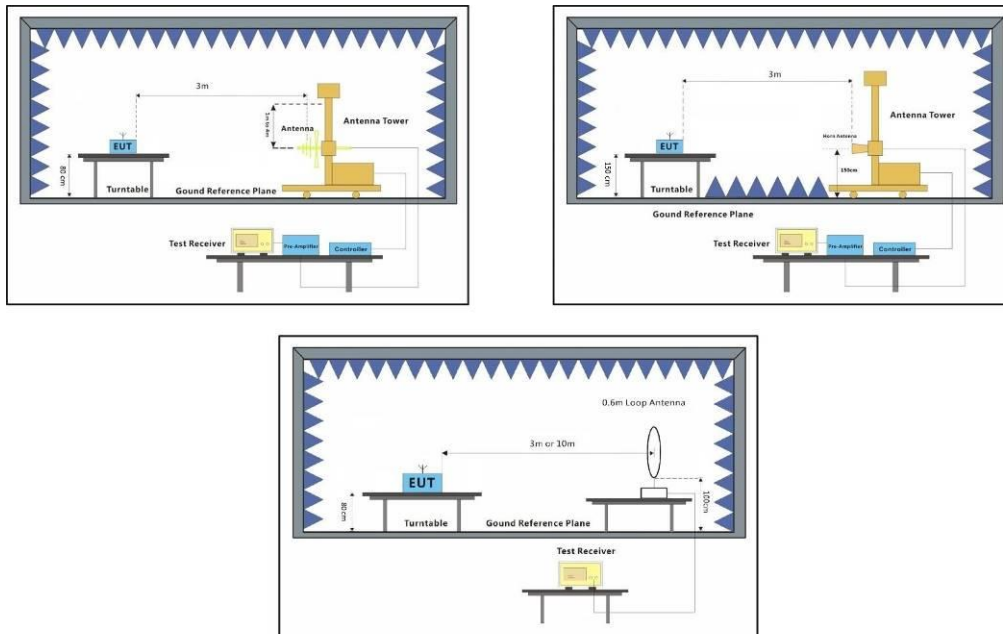 3m
1m to 4m
Antenna
Antenna Tower
EUT
80 cm
Turntable
Gound Reference Plane
Test Receiver
Pre-Amplifier
Controller
3m
Antenna Tower
Horn Antenna
EUT
150 cm
150cm
Turntable
Gound Reference Plane
Test Receiver
Pre-Amplifier
Controller
0.6m Loop Antenna
3m or 10m
EUT
80cm
100cm
Turntable
Gound Reference Plane
Test Receiver